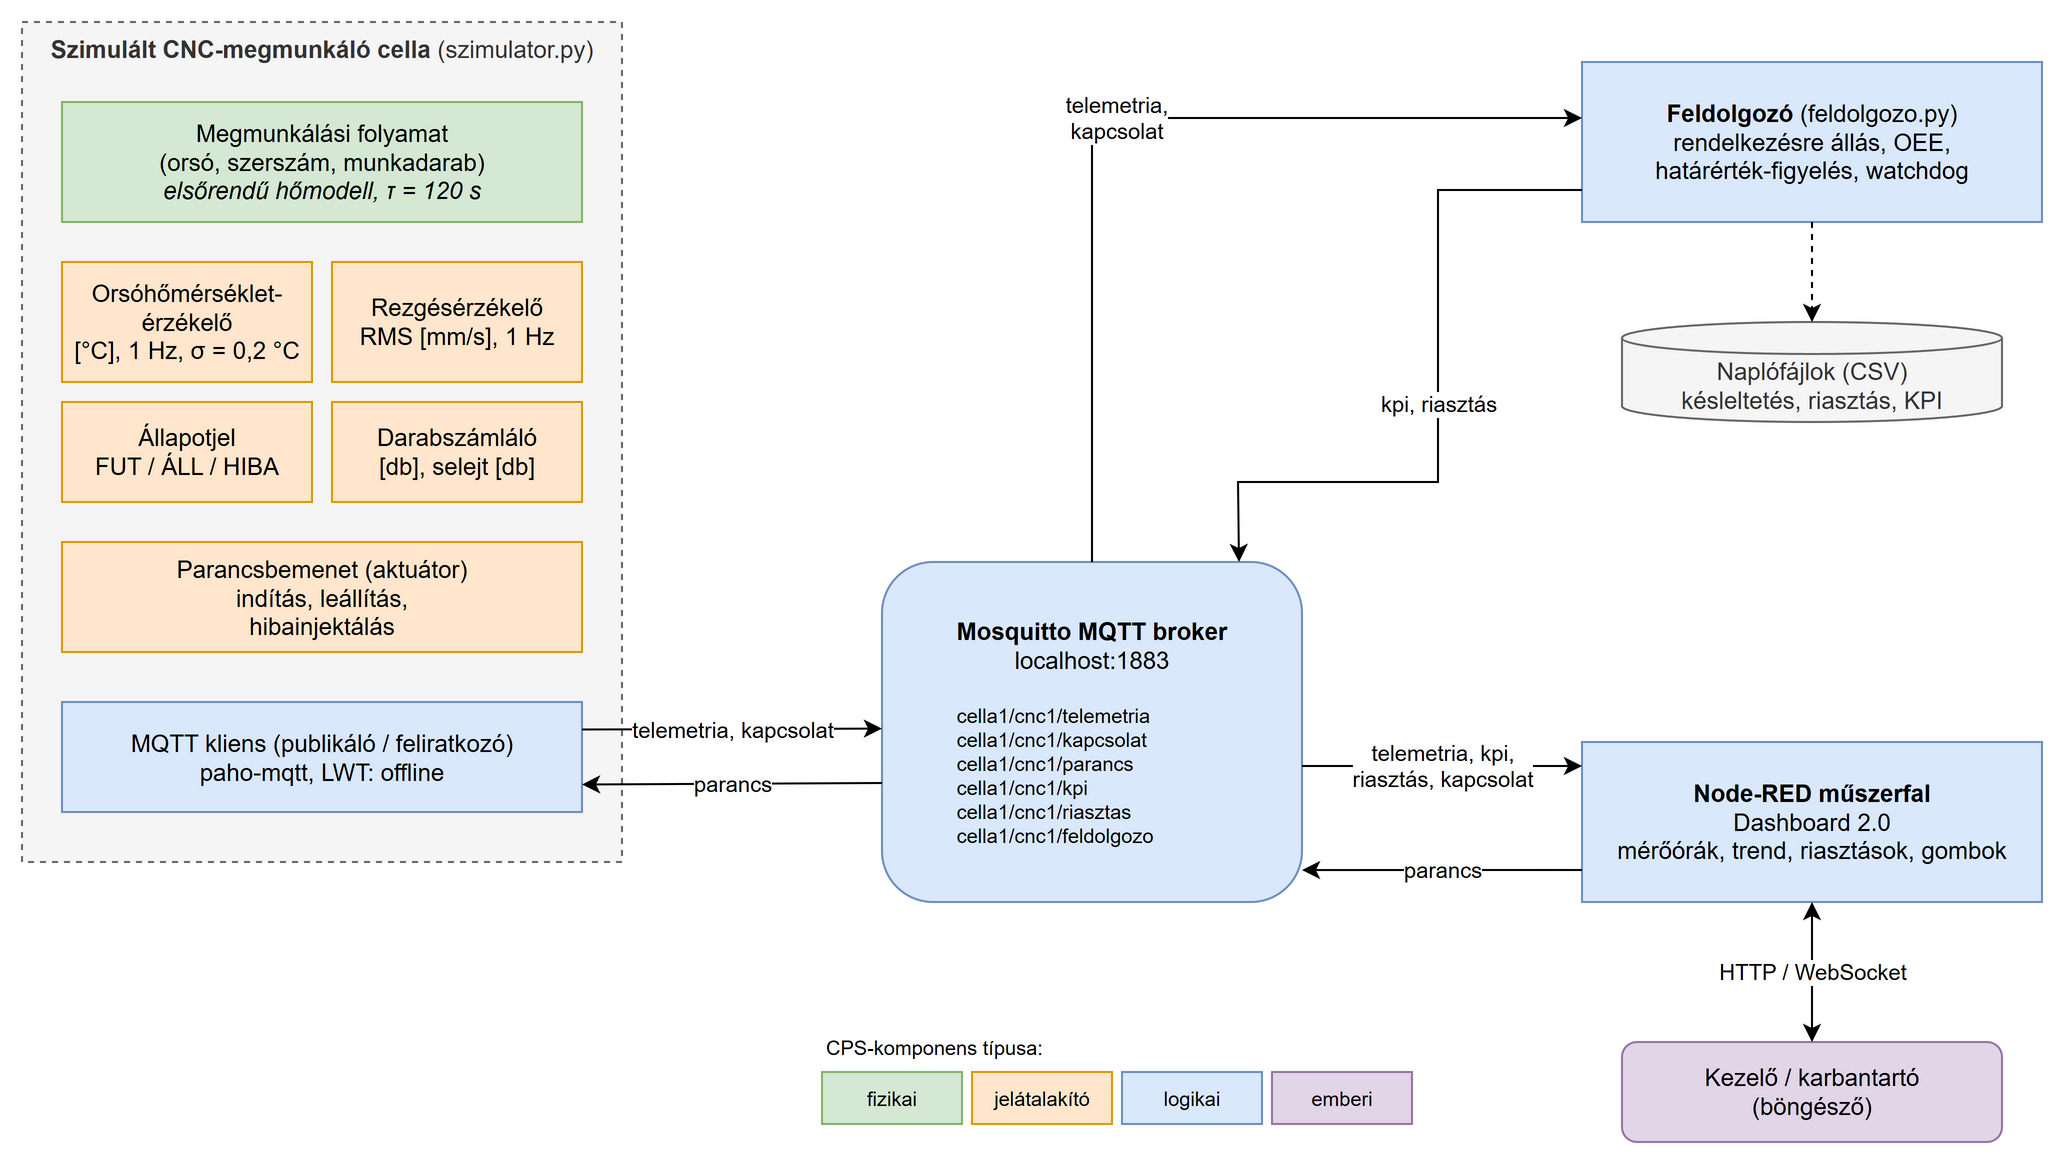 Szimulált CNC-megmunkáló cella (szimulator.py)
Megmunkálási folyamat
(orsó, szerszám, munkadarab)
elsőrendű hőmodell, τ = 120 s
Orsóhőmérséklet-
érzékelő
[°C], 1 Hz, σ = 0,2 °C
Rezgésérzékelő
RMS [mm/s], 1 Hz
Állapotjel
FUT / ÁLL / HIBA
Darabszámláló
[db], selejt [db]
Parancsbemenet (aktuátor)
indítás, leállítás,
hibainjektálás
MQTT kliens (publikáló / feliratkozó)
paho-mqtt, LWT: offline
telemetria, kapcsolat
parancs
telemetria,
kapcsolat
kpi, riasztás
Mosquitto MQTT broker
localhost:1883
cella1/cnc1/telemetria
cella1/cnc1/kapcsolat
cella1/cnc1/parancs
cella1/cnc1/kpi
cella1/cnc1/riasztas
cella1/cnc1/feldolgozo
Feldolgozó (feldolgozo.py)
rendelkezésre állás, OEE,
határérték-figyelés, watchdog
Naplófájlok (CSV)
késleltetés, riasztás, KPI
telemetria, kpi,
riasztás, kapcsolat
parancs
Node-RED műszerfal
Dashboard 2.0
mérőórák, trend, riasztások, gombok
HTTP / WebSocket
Kezelő / karbantartó
(böngésző)
CPS-komponens típusa:
fizikai
jelátalakító
logikai
emberi